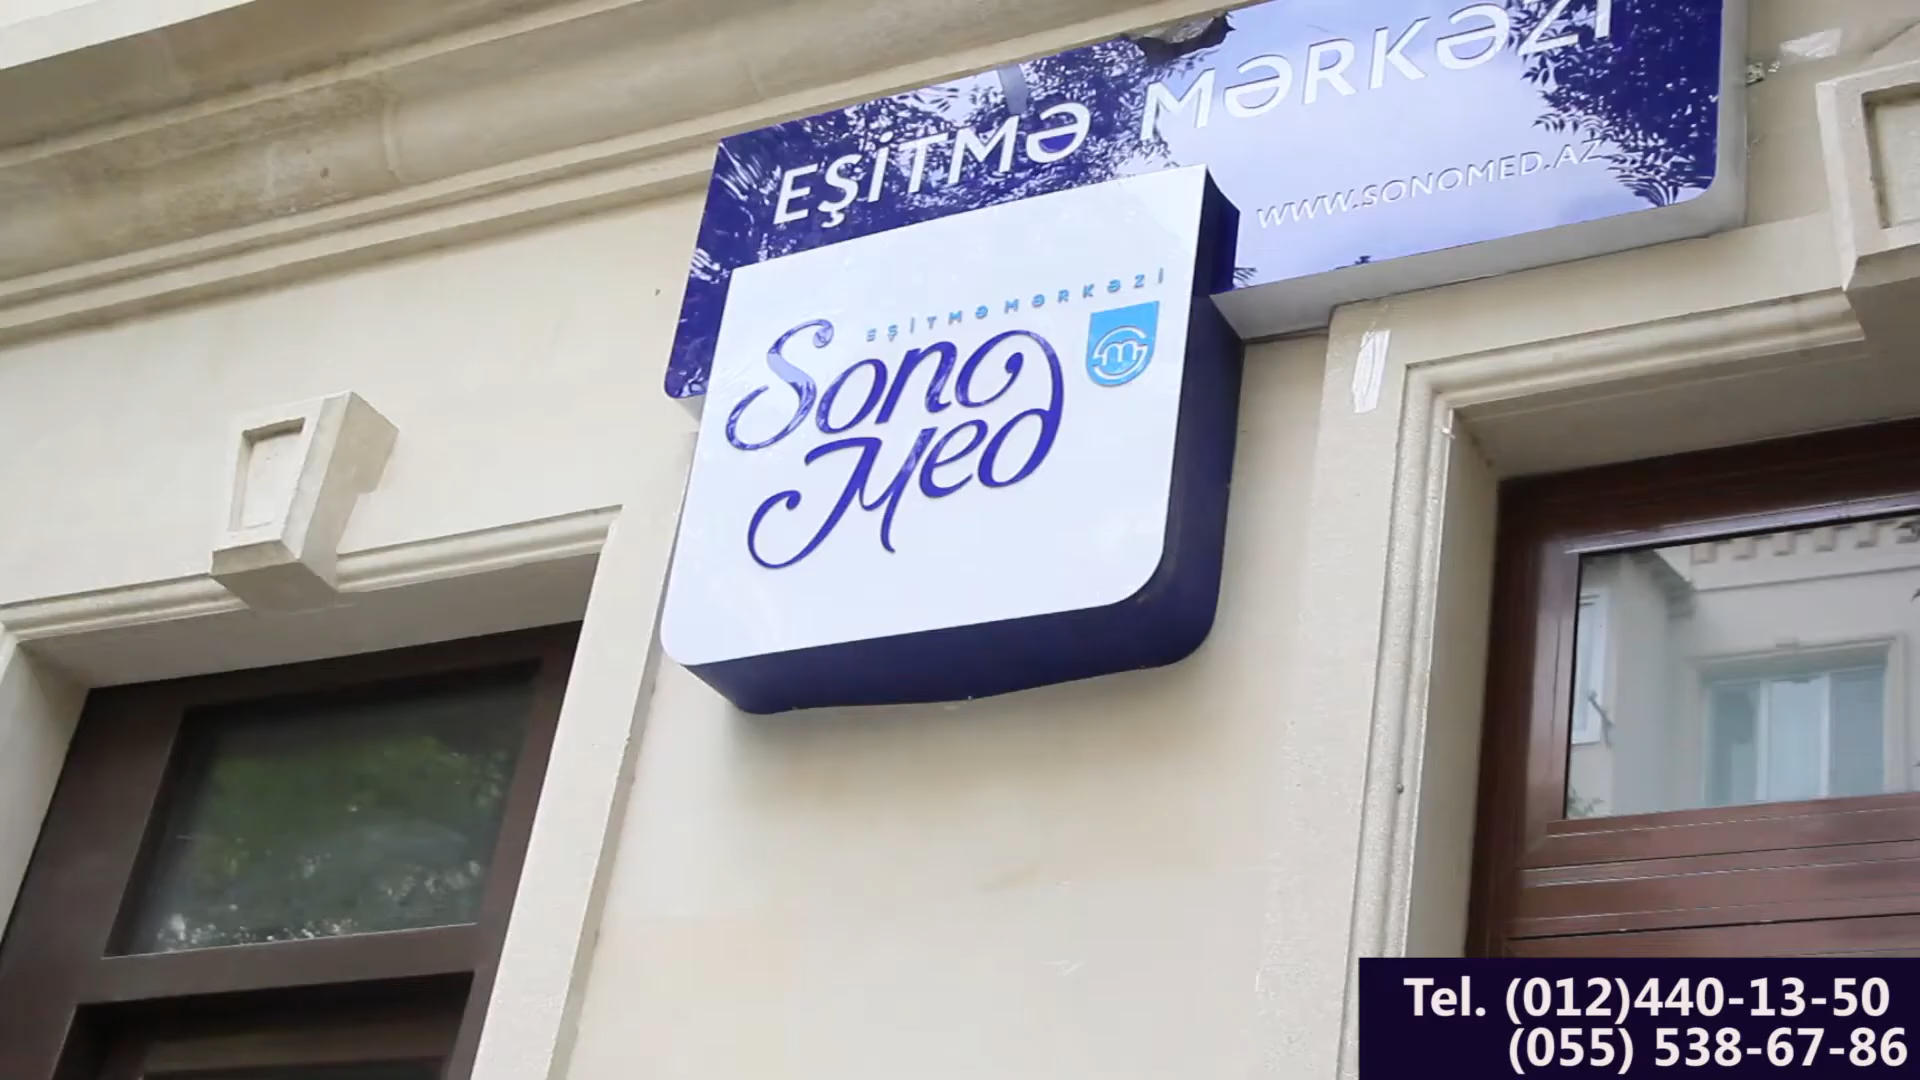 EŞİTMƏ MƏRKƏZİ
WWW.SONOMED.AZ
EŞİTMƏ MƏRKƏZİ
Sono
Med
Tel. (012)440-13-50
(055) 538-67-86